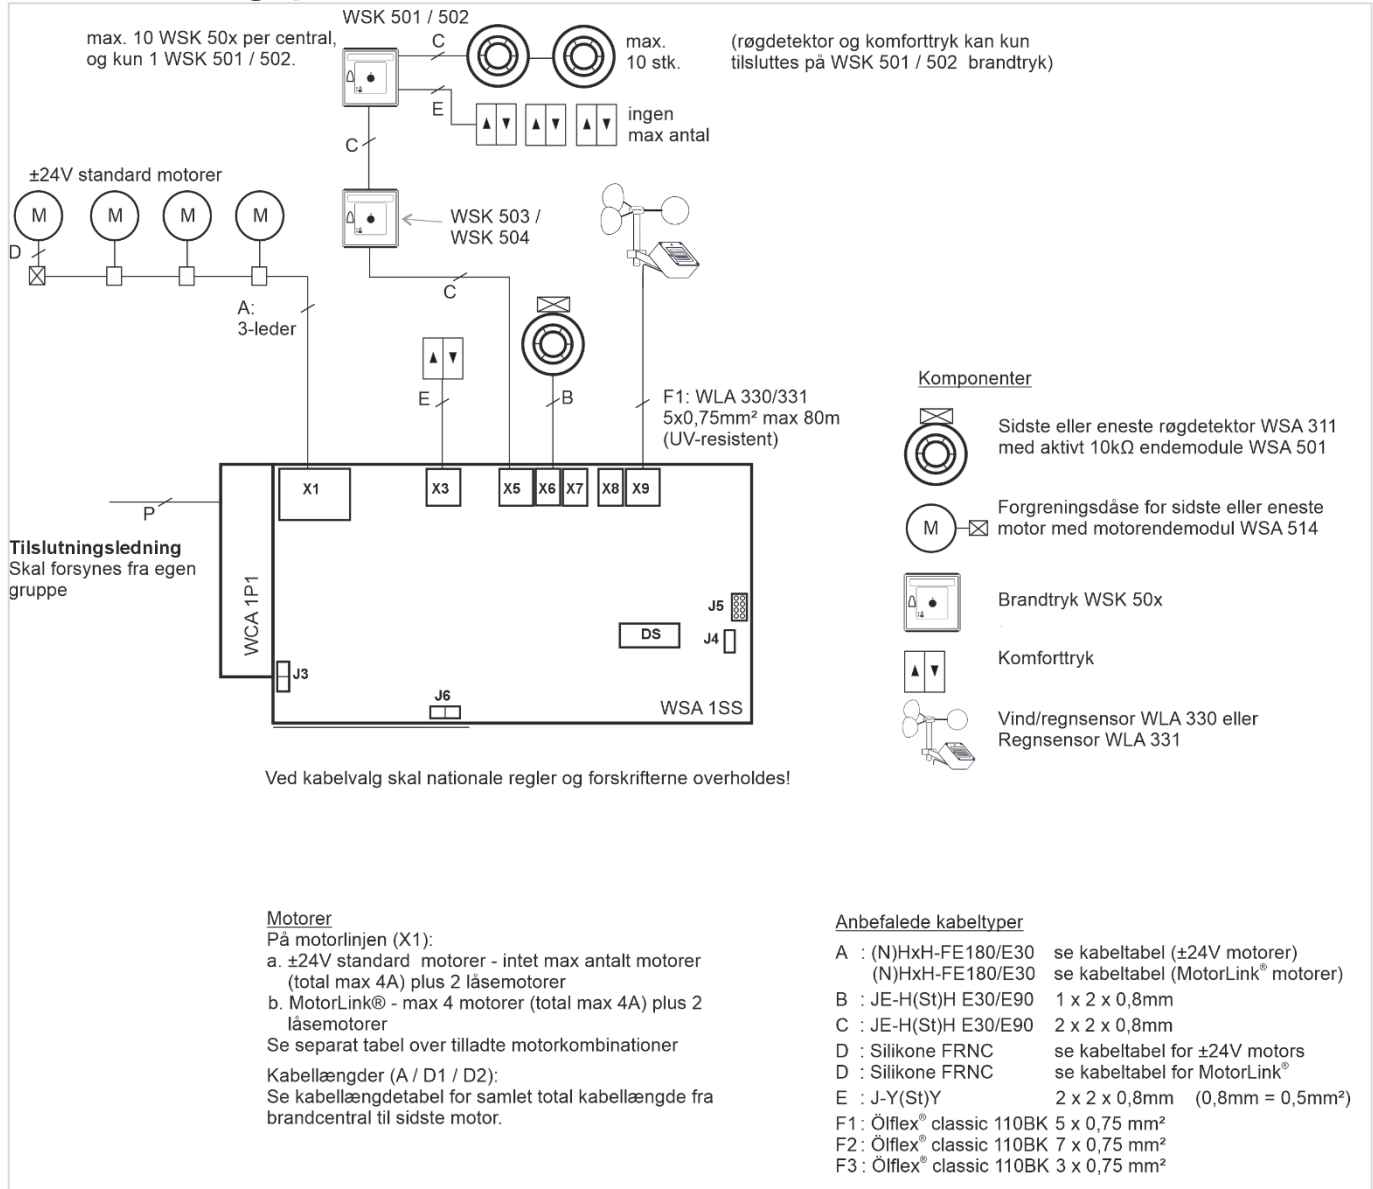 WSK 501 / 502
max. 10 WSK 50x per central,
og kun 1 WSK 501 / 502.
C
max.
10 stk.
(røgdetektor og komforttryk kan kun
tilsluttes på WSK 501 / 502 brandtryk)
E
ingen
max antal
C
±24V standard motorer
M
M
M
M
D
WSK 503 /
WSK 504
C
A:
3-leder
E
B
F1: WLA 330/331
5x0,75mm² max 80m
(UV-resistent)
X1
X3
X5
X6
X7
X8
X9
P
Tilslutningsledning
Skal forsynes fra egen
gruppe
WCA 1P1
J5
DS
J4
J3
J6
WSA 1SS
Komponenter
Sidste eller eneste røgdetektor WSA 311
med aktivt 10kΩ endemodule WSA 501
M
Forgreningsdåse for sidste eller eneste
motor med motorendemodul WSA 514
Brandtryk WSK 50x
Komforttryk
Vind/regnsensor WLA 330 eller
Regnsensor WLA 331
Ved kabelvalg skal nationale regler og forskrifterne overholdes!
Motorer
På motorlinjen (X1):
a. ±24V standard motorer - intet max antalt motorer
(total max 4A) plus 2 låsemotorer
b. MotorLink® - max 4 motorer (total max 4A) plus 2
låsemotorer
Se separat tabel over tilladte motorkombinationer
Kabellængder (A / D1 / D2):
Se kabellængdetabel for samlet total kabellængde fra
brandcentral til sidste motor.
Anbefalede kabeltyper
A : (N)HxH-FE180/E30 se kabeltabel (±24V motorer)
(N)HxH-FE180/E30 se kabeltabel (MotorLink® motorer)
B : JE-H(St)H E30/E90 1 x 2 x 0,8mm
C : JE-H(St)H E30/E90 2 x 2 x 0,8mm
D : Silikone FRNC se kabeltabel for ±24V motors
D : Silikone FRNC se kabeltabel for MotorLink®
E : J-Y(St)Y 2 x 2 x 0,8mm (0,8mm = 0,5mm²)
F1: Ölflex® classic 110BK 5 x 0,75 mm²
F2: Ölflex® classic 110BK 7 x 0,75 mm²
F3: Ölflex® classic 110BK 3 x 0,75 mm²